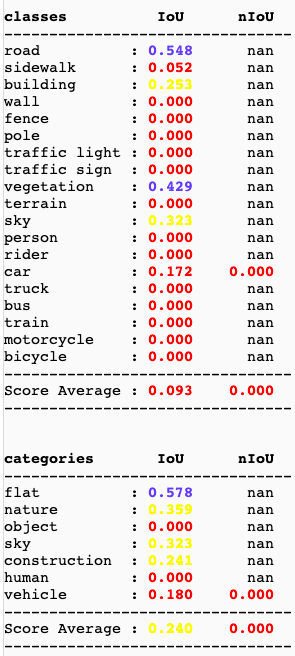 classes IoU nIoU
--------------------------------
road : 0.548 nan
sidewalk : 0.052 nan
building : 0.253 nan
wall : 0.000 nan
fence : 0.000 nan
pole : 0.000 nan
traffic light : 0.000 nan
traffic sign : 0.000 nan
vegetation : 0.429 nan
terrain : 0.000 nan
sky : 0.323 nan
person : 0.000 nan
rider : 0.000 nan
car : 0.172 0.000
truck : 0.000 nan
bus : 0.000 nan
train : 0.000 nan
motorcycle : 0.000 nan
bicycle : 0.000 nan
--------------------------------
Score Average : 0.093 0.000
--------------------------------
categories IoU nIoU
--------------------------------
flat : 0.578 nan
nature : 0.359 nan
object : 0.000 nan
sky : 0.323 nan
construction : 0.241 nan
human : 0.000 nan
vehicle : 0.180 0.000
--------------------------------
Score Average : 0.240 0.000
--------------------------------